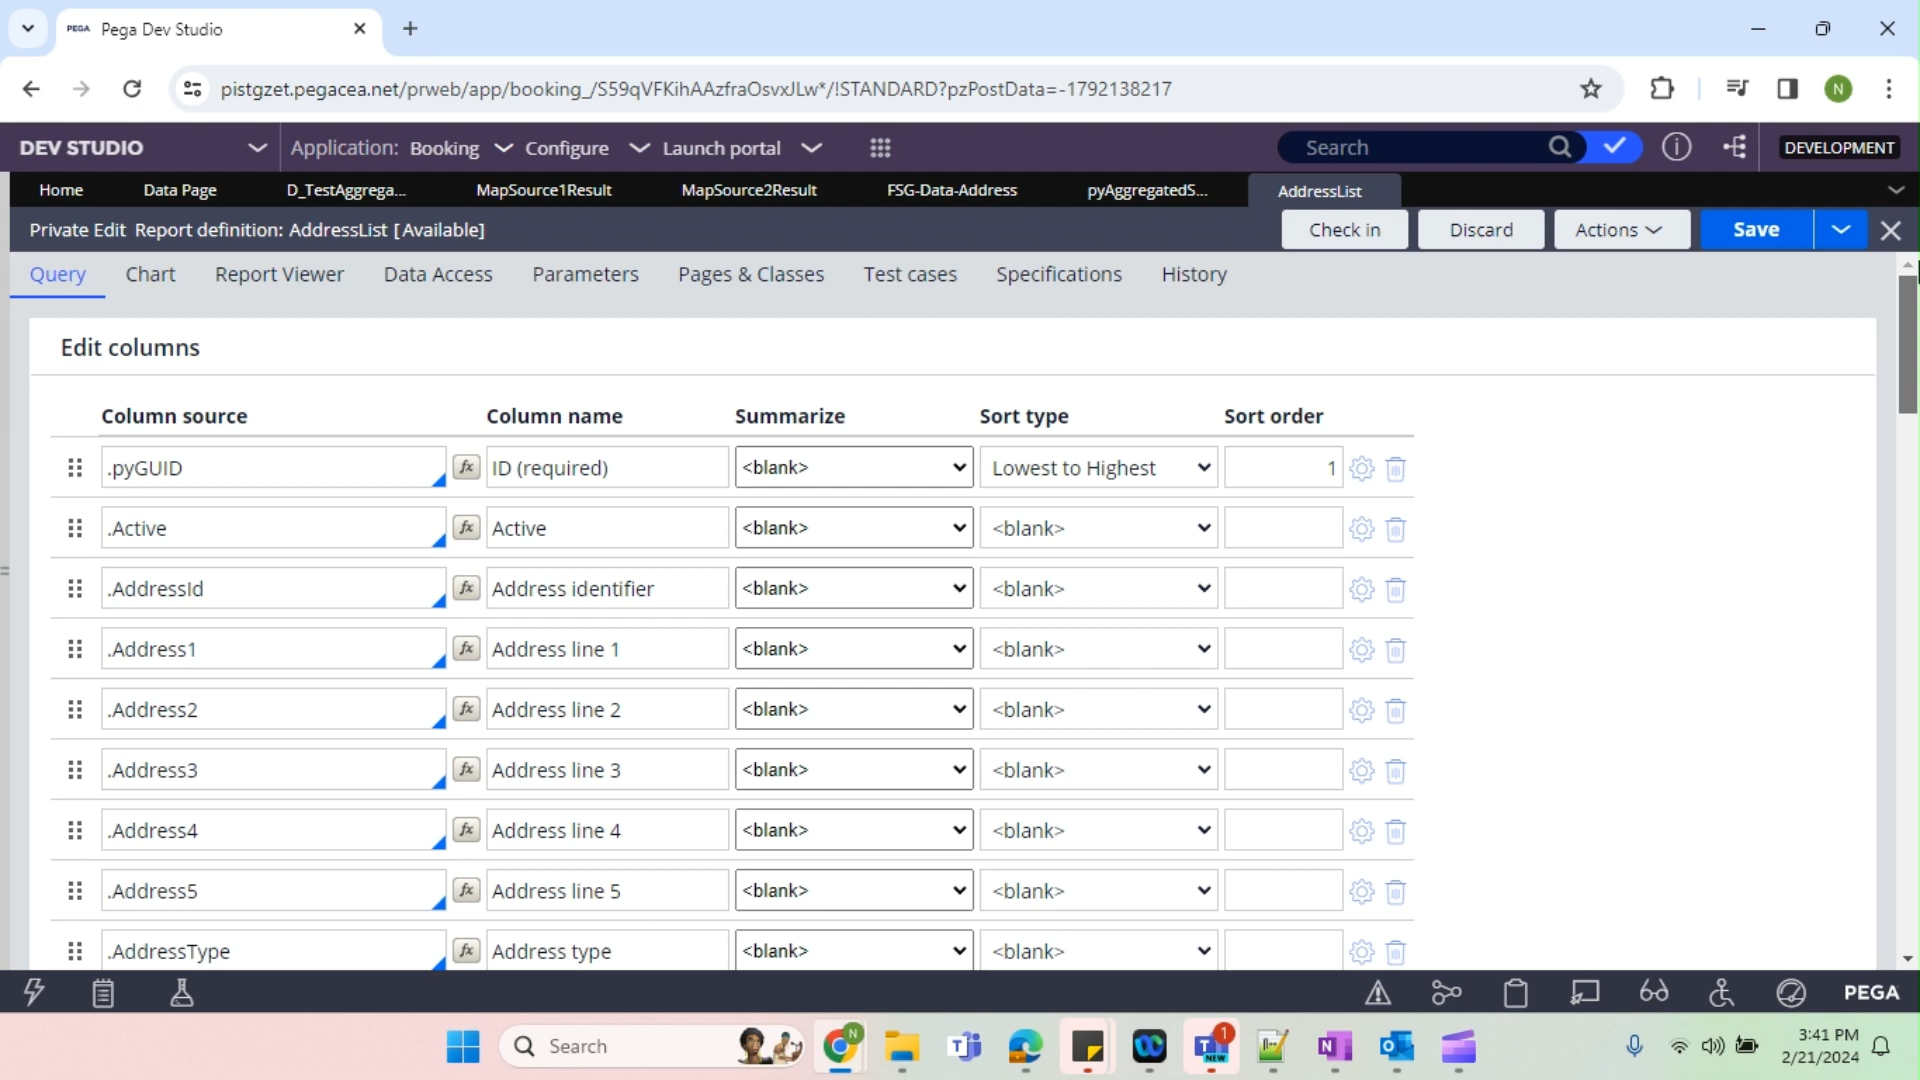 PEGA Pega Dev Studio
pistgzet.pegacea.net/prweb/app/booking_/S59qVFKihAAzfraOsvxJLw*/!STANDARD?pzPostData=-1792138217
N
DEV STUDIO Application: Booking Configure Launch portal Search DEVELOPMENT
Home Data Page D_TestAggrega... MapSource1Result MapSource2Result FSG-Data-Address pyAggregatedS... AddressList
Private Edit Report definition: AddressList [Available] Check in Discard Actions Save
Query Chart Report Viewer Data Access Parameters Pages & Classes Test cases Specifications History
Edit columns
Column source Column name Summarize Sort type Sort order
.pyGUID fx ID (required) <blank> Lowest to Highest 1
.Active fx Active <blank> <blank>
.AddressId fx Address identifier <blank> <blank>
.Address1 fx Address line 1 <blank> <blank>
.Address2 fx Address line 2 <blank> <blank>
.Address3 fx Address line 3 <blank> <blank>
.Address4 fx Address line 4 <blank> <blank>
.Address5 fx Address line 5 <blank> <blank>
.AddressType fx Address type <blank> <blank>
PEGA
Search N T 1 NEW N O 3:41 PM
2/21/2024